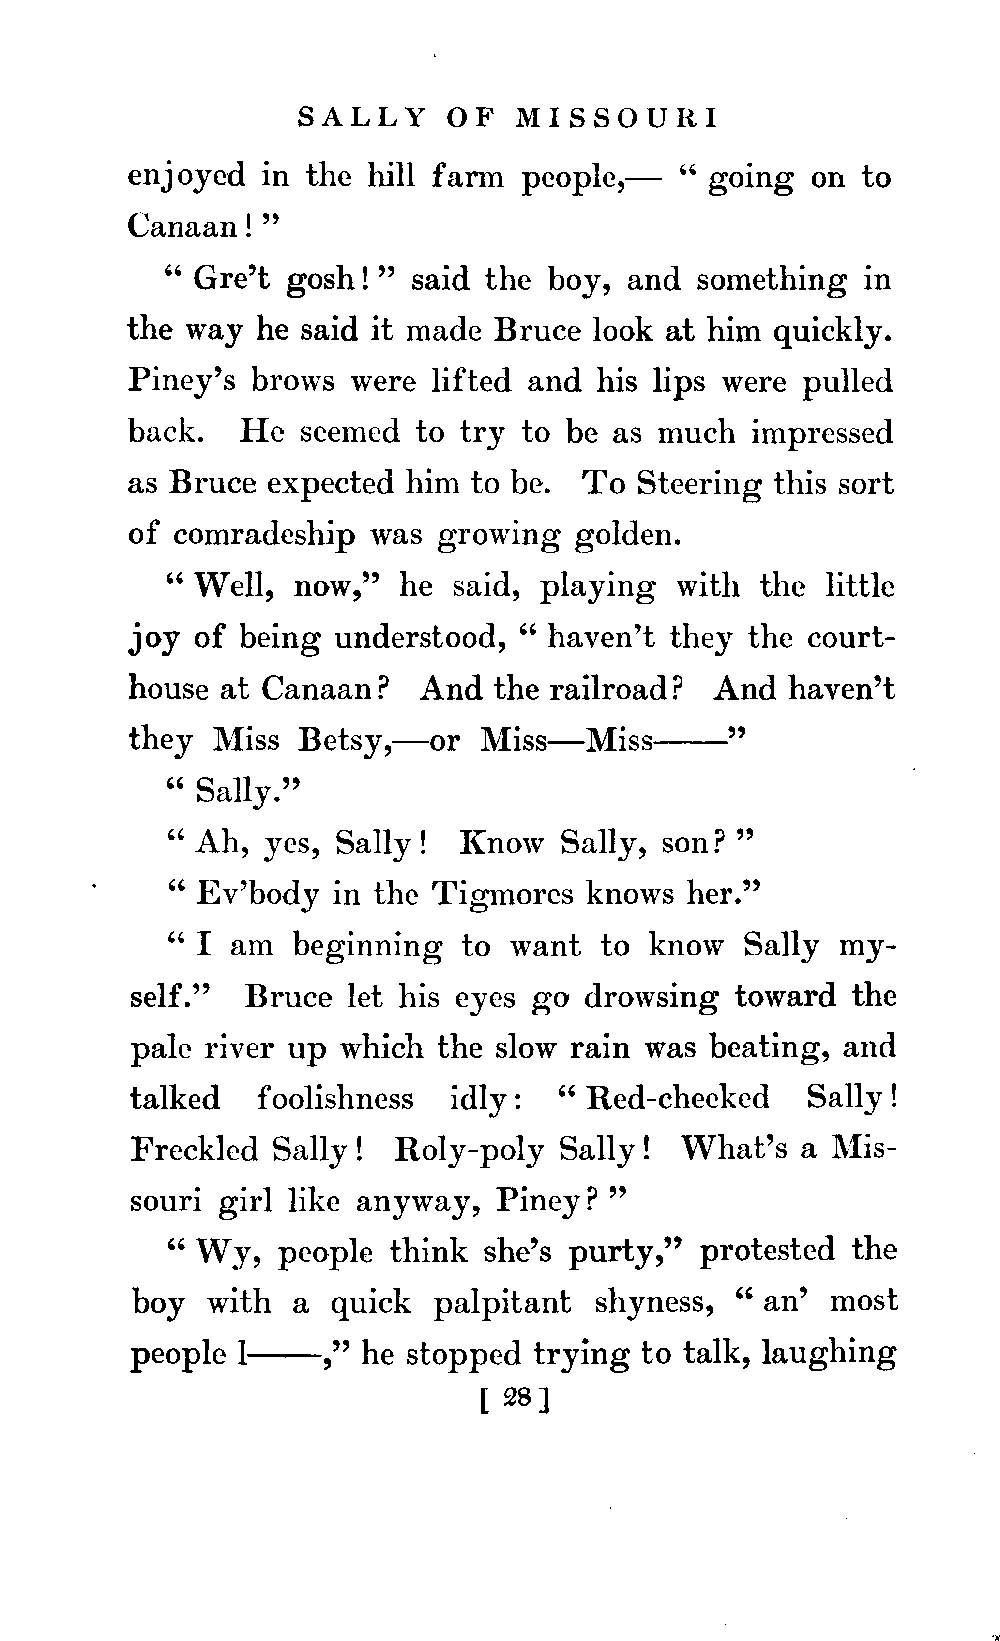 SALLY OF MISSOURI
enjoyed in the hill farm people,— “ going on to
Canaan ! ”
“ Gre’t gosh! ” said the boy, and something in
the way he said it made Bruce look at him quickly.
Piney’s brows were lifted and his lips were pulled
back. He seemed to try to be as much impressed
as Bruce expected him to be. To Steering this sort
of comradeship was growing golden.
“ Well, now,” he said, playing with the little
joy of being understood, “ haven’t they the court-
house at Canaan? And the railroad? And haven’t
they Miss Betsy,—or Miss—Miss——”
“ Sally.”
“ Ah, yes, Sally! Know Sally, son? ”
“ Ev’body in the Tigmores knows her.”
“ I am beginning to want to know Sally my-
self.” Bruce let his eyes go drowsing toward the
pale river up which the slow rain was beating, and
talked foolishness idly: “ Red-cheeked Sally!
Freckled Sally! Roly-poly Sally! What’s a Mis-
souri girl like anyway, Piney? ”
“ Wy, people think she’s purty,” protested the
boy with a quick palpitant shyness, “ an’ most
people l——,” he stopped trying to talk, laughing
[ 28 ]